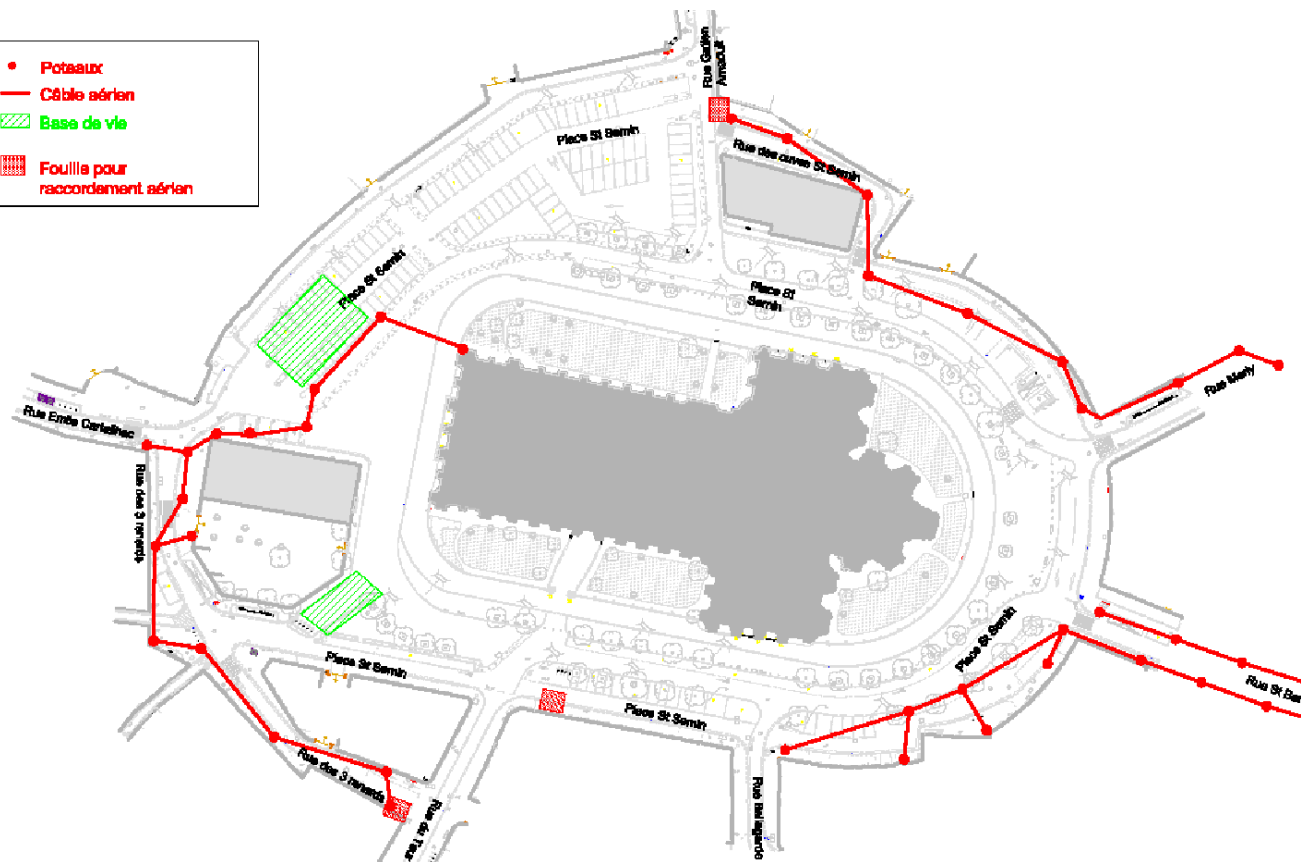 Poteaux
Câble aérien
Base de vie
Fouille pour
raccordement aérien
Rue Gatien
Arnoult
Place St Sernin
Rue des cuves St Sernin
Place St Sernin
Place St
Sernin
Rue Merly
Rue Emile Cartailhac
Rue des 3 renards
Place St Sernin
Place St Sernin
Place St Sernin
Rue St Ber
Rue des 3 renards
Rue du Taur
Rue Bellegarde